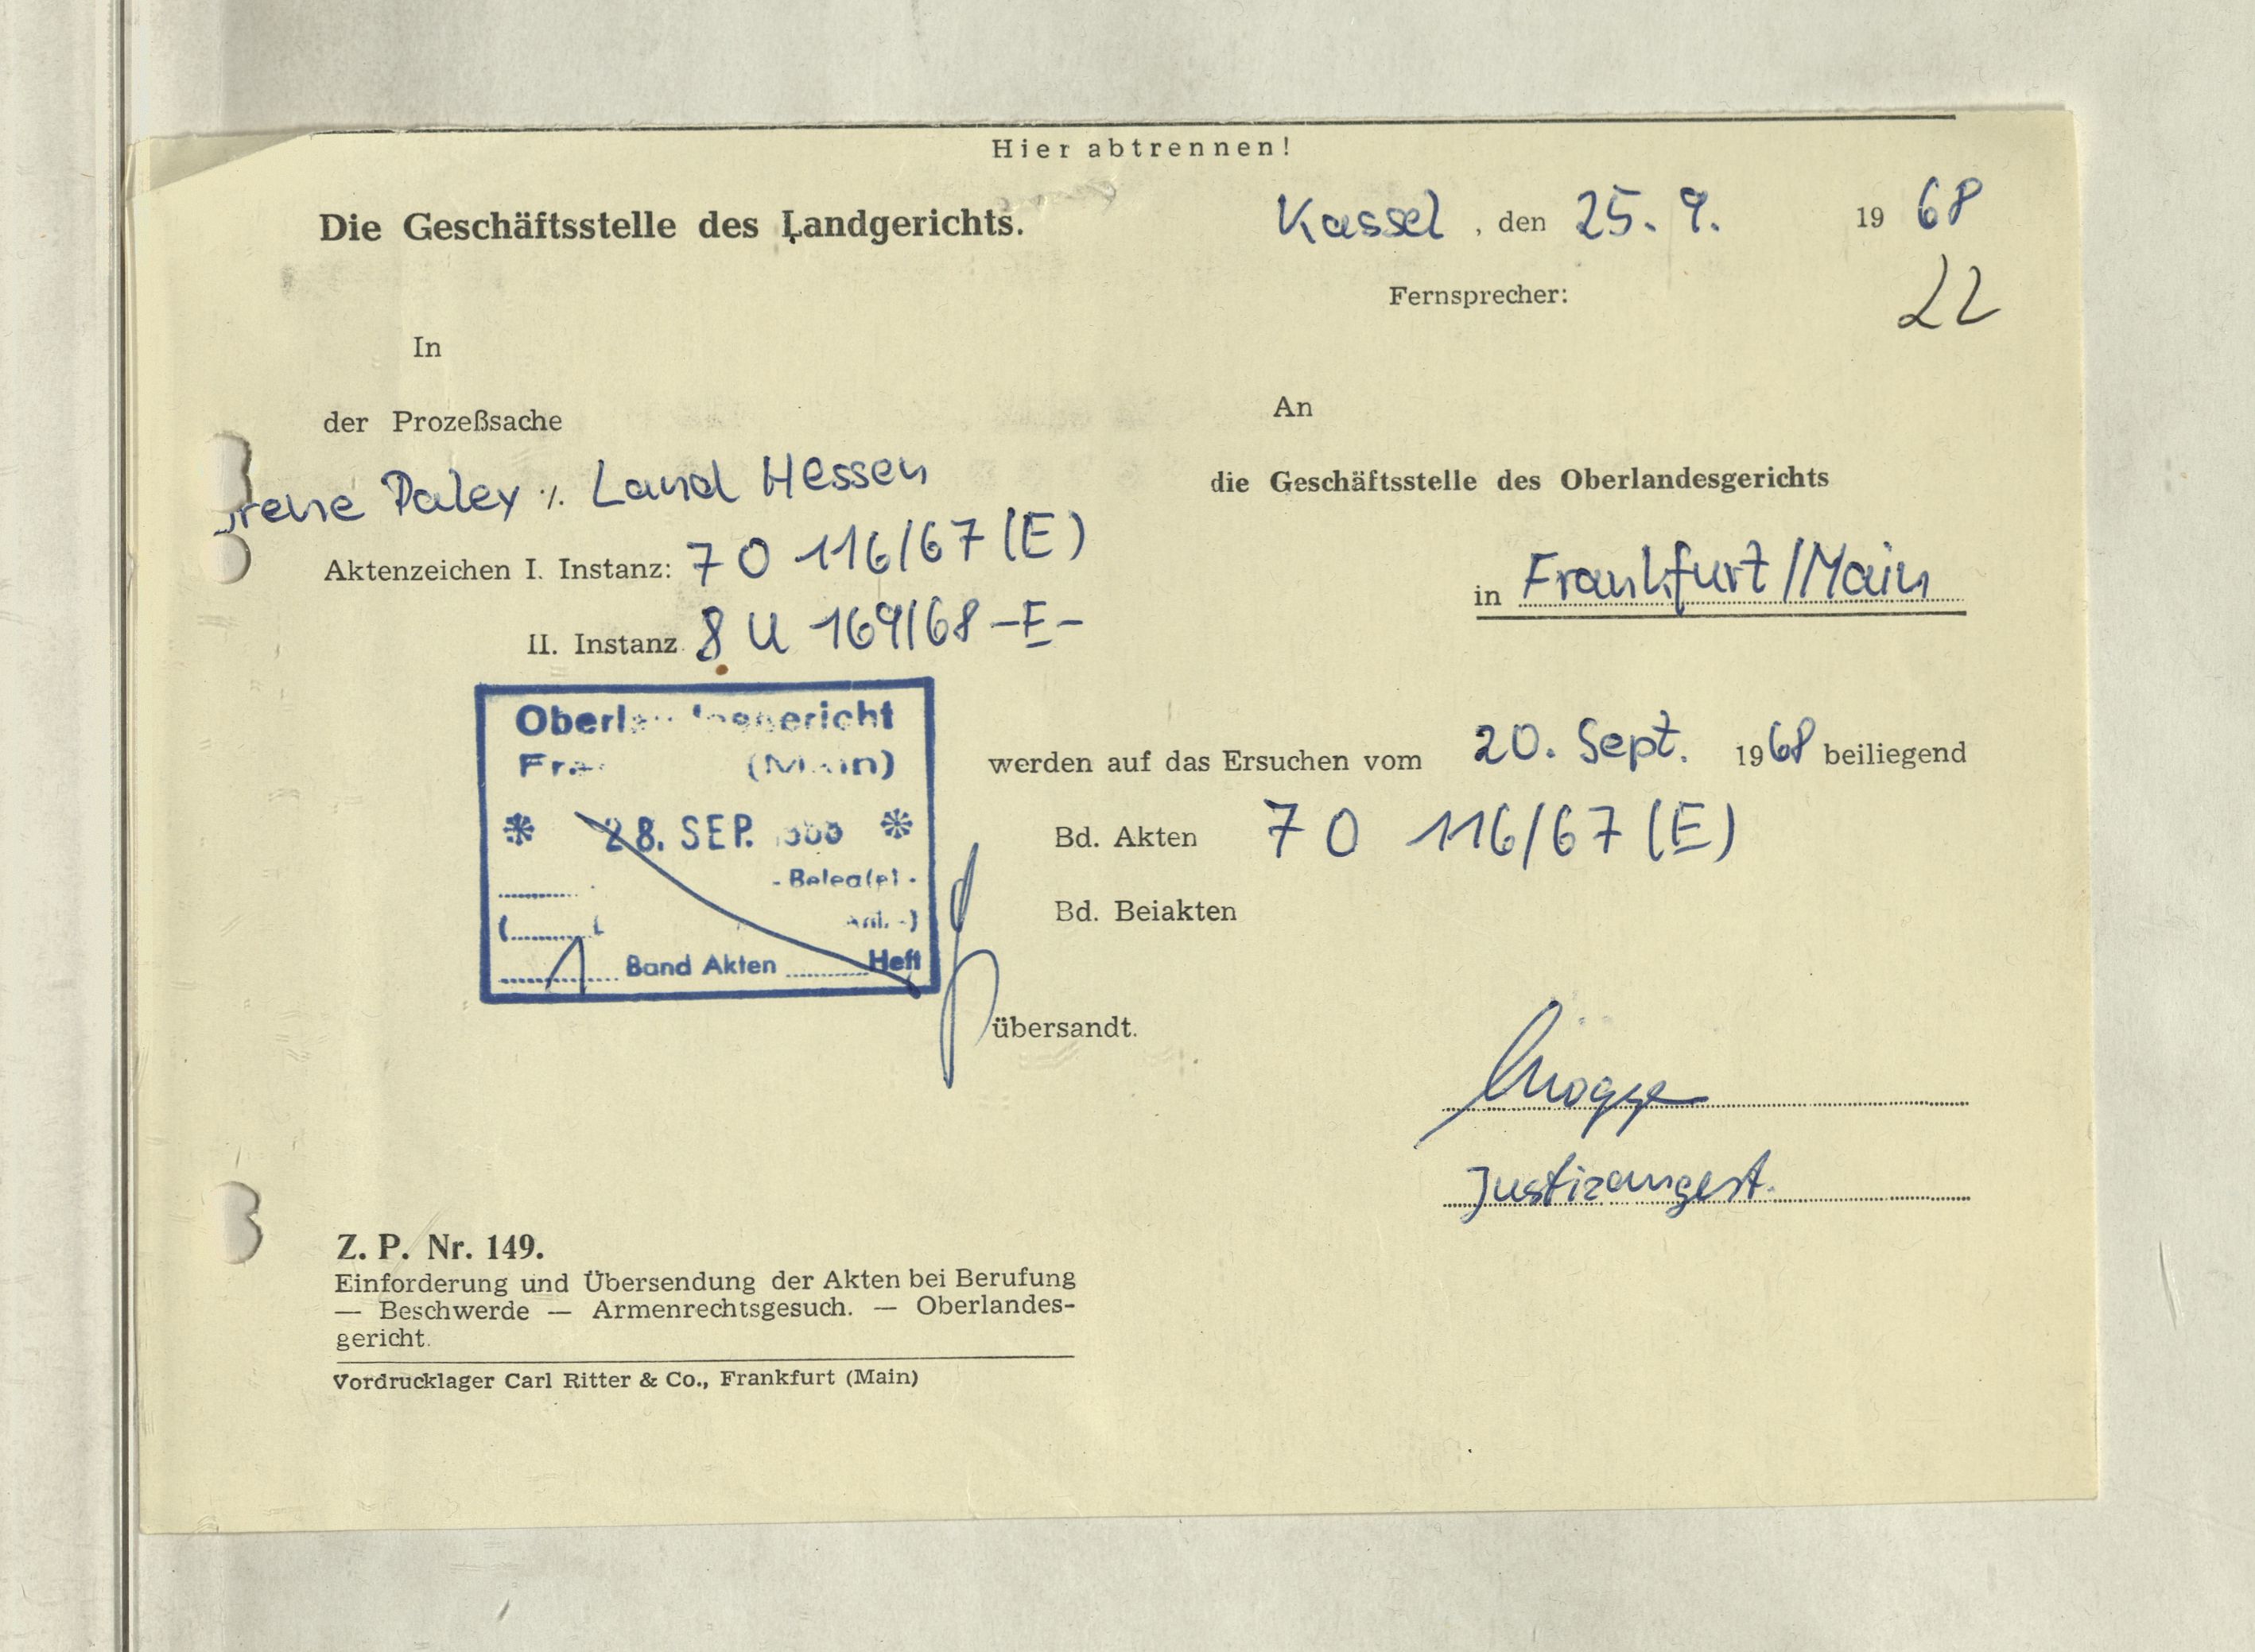 Hier abtrennen!
Die Geschäftsstelle des Landgerichts.
Kassel, den 25. 9. 1968
Fernsprecher:
22
In
der Prozeßsache
Irene Paley ./. Land Hessen
Aktenzeichen I. Instanz: 7 O 116/67 (E)
II. Instanz 8 U 169/68 -E-
An
die Geschäftsstelle des Oberlandesgerichts
in Frankfurt/Main
Oberlandesgericht
(Main)
* 28. SEP. *
- Beleg(e) -
Band Akten Heft
werden auf das Ersuchen vom 20. Sept. 1968 beiliegend
Bd. Akten 7 O 116/67 (E)
Bd. Beiakten
übersandt.
Justizangest.
Z. P. Nr. 149.
Einforderung und Übersendung der Akten bei Berufung
— Beschwerde — Armenrechtsgesuch. — Oberlandes-
gericht.
Vordrucklager Carl Ritter & Co., Frankfurt (Main)